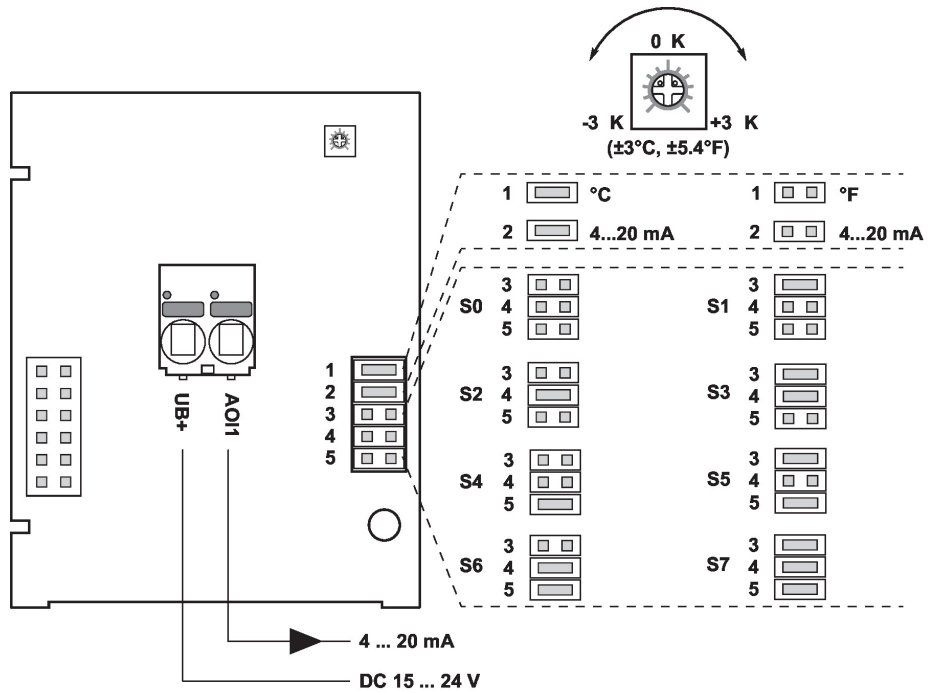 0 K
-3 K +3 K
(±3°C, ±5.4°F)
1 °C 1 °F
2 4...20 mA 2 4...20 mA
S0 3 4 5 S1 3 4 5
S2 3 4 5 S3 3 4 5
S4 3 4 5 S5 3 4 5
S6 3 4 5 S7 3 4 5
1
2
3
4
5
UB+ AOI1
4 ... 20 mA
DC 15 ... 24 V